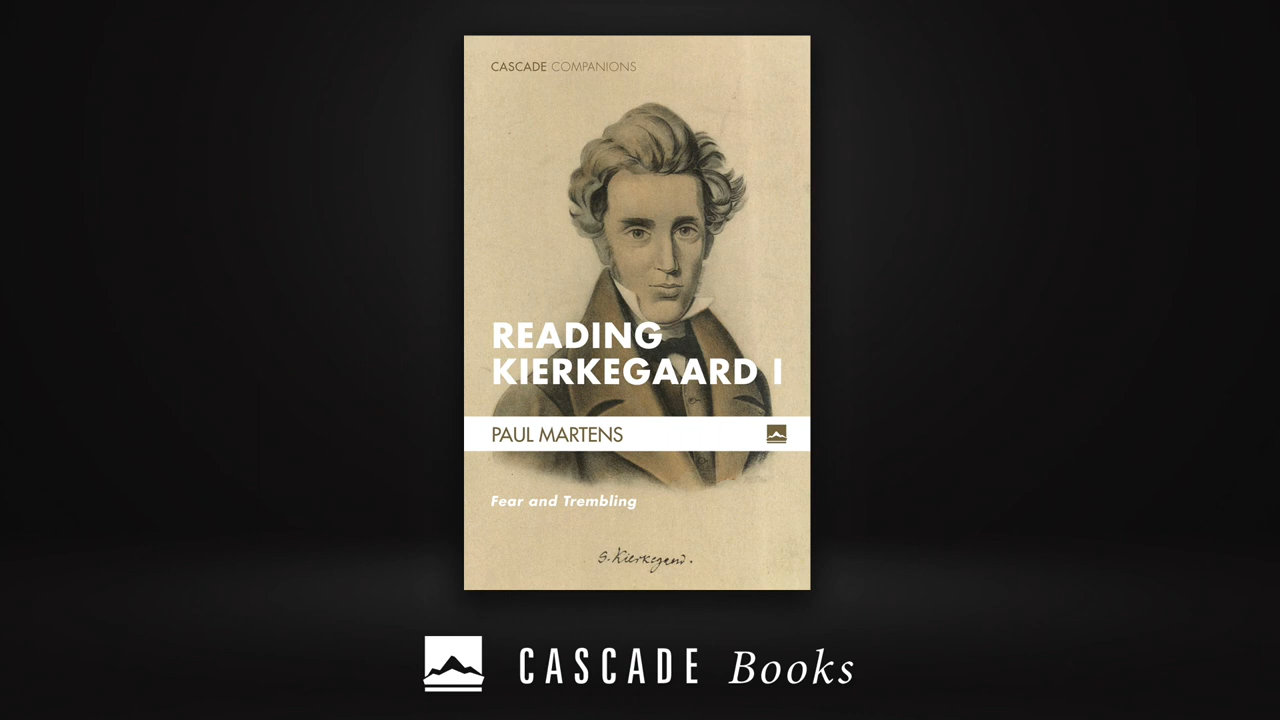 CASCADE COMPANIONS
READING
KIERKEGAARD I
PAUL MARTENS
Fear and Trembling
S. Kierkegaard.
CASCADE Books